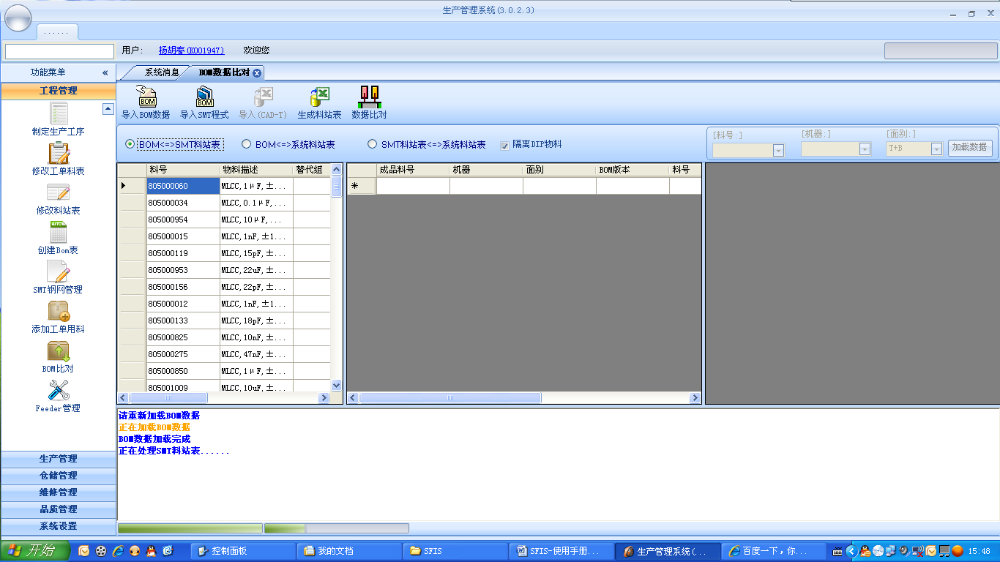 生产管理系统(3.0.2.3)
......
用户: 杨胡春(K001947) 欢迎您
功能菜单 «
系统消息 BOM数据比对
工程管理
制定生产工序
修改工单料表
修改料站表
创建Bom表
SMT钢网管理
添加工单用料
BOM比对
Feeder管理
生产管理
仓储管理
维修管理
品质管理
系统设置
导入BOM数据 导入SMT程式 导入(CAD-T) 生成料站表 数据比对
BOM<=>SMT料站表 BOM<=>系统料站表 SMT料站表<=>系统料站表 隔离DIP物料
[料号:] [机器:] [面别:]
T+B 加载数据
料号 物料描述 替代组
805000060 MLCC,1μF,±...
805000034 MLCC,0.1μF,...
805000954 MLCC,10μF,...
805000015 MLCC,1nF,±1...
805000119 MLCC,15pF,±...
805000953 MLCC,22uF,±...
805000156 MLCC,22pF,±...
805000012 MLCC,1nF,±1...
805000133 MLCC,18pF,±...
805000825 MLCC,10nF,±...
805000275 MLCC,47nF,±...
805000850 MLCC,1μF,±...
805001009 MLCC,10uF,±...
成品料号 机器 面别 BOM版本 料号
请重新加载BOM数据
正在加载BOM数据
BOM数据加载完成
正在处理SMT料站表......
开始 控制面板 我的文档 SFIS SFIS-使用手册... 生产管理系统(... 百度一下，你... 15:48